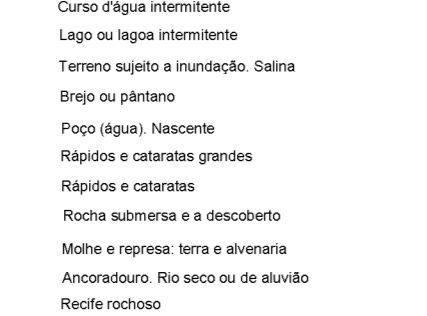 Curso d'água intermitente
Lago ou lagoa intermitente
Terreno sujeito a inundação. Salina
Brejo ou pântano
Poço (água). Nascente
Rápidos e cataratas grandes
Rápidos e cataratas
Rocha submersa e a descoberto
Molhe e represa: terra e alvenaria
Ancoradouro. Rio seco ou de aluvião
Recife rochoso